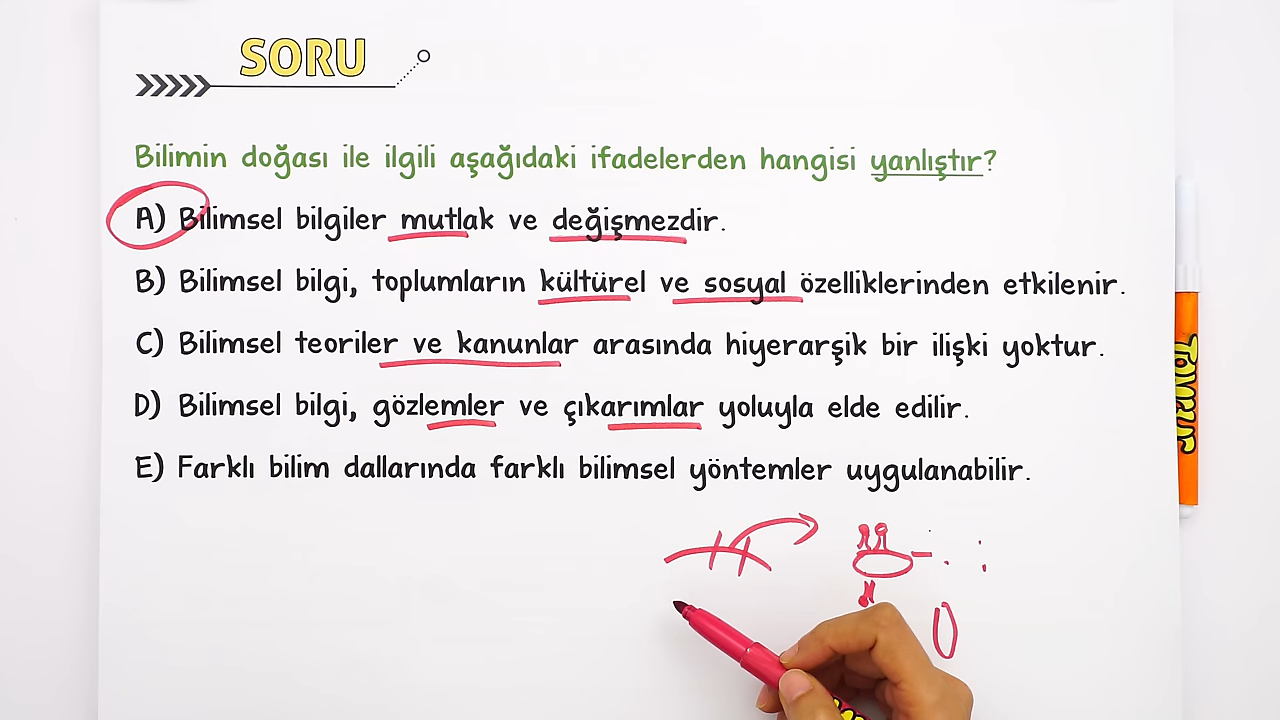 SORU
Bilimin doğası ile ilgili aşağıdaki ifadelerden hangisi yanlıştır?
A) Bilimsel bilgiler mutlak ve değişmezdir.
B) Bilimsel bilgi, toplumların kültürel ve sosyal özelliklerinden etkilenir.
C) Bilimsel teoriler ve kanunlar arasında hiyerarşik bir ilişki yoktur.
D) Bilimsel bilgi, gözlemler ve çıkarımlar yoluyla elde edilir.
E) Farklı bilim dallarında farklı bilimsel yöntemler uygulanabilir.